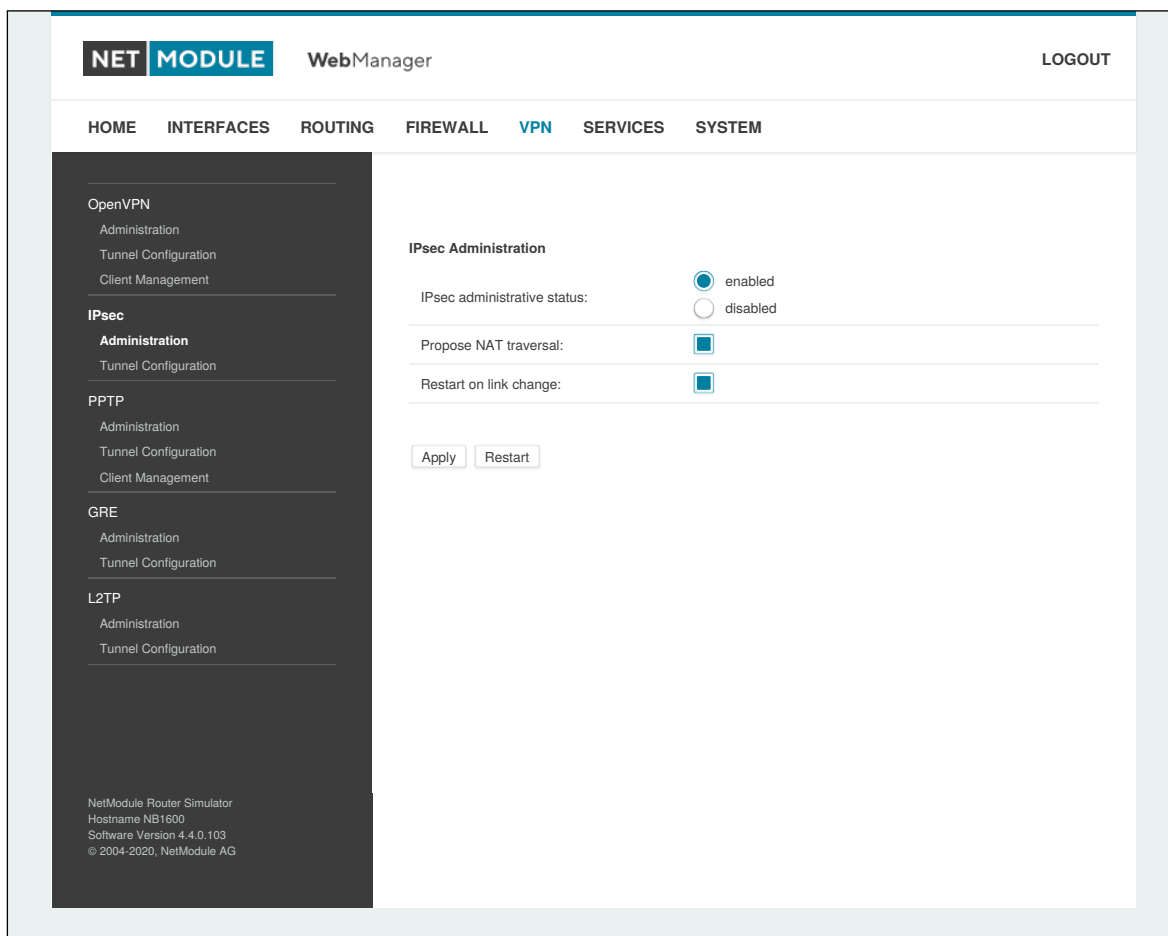 NET MODULE WebManager LOGOUT
HOME INTERFACES ROUTING FIREWALL VPN SERVICES SYSTEM
OpenVPN
Administration
Tunnel Configuration
Client Management
IPsec
Administration
Tunnel Configuration
PPTP
Administration
Tunnel Configuration
Client Management
GRE
Administration
Tunnel Configuration
L2TP
Administration
Tunnel Configuration
NetModule Router Simulator
Hostname NB1600
Software Version 4.4.0.103
© 2004-2020, NetModule AG
IPsec Administration
IPsec administrative status:
enabled
disabled
Propose NAT traversal:
Restart on link change:
Apply Restart